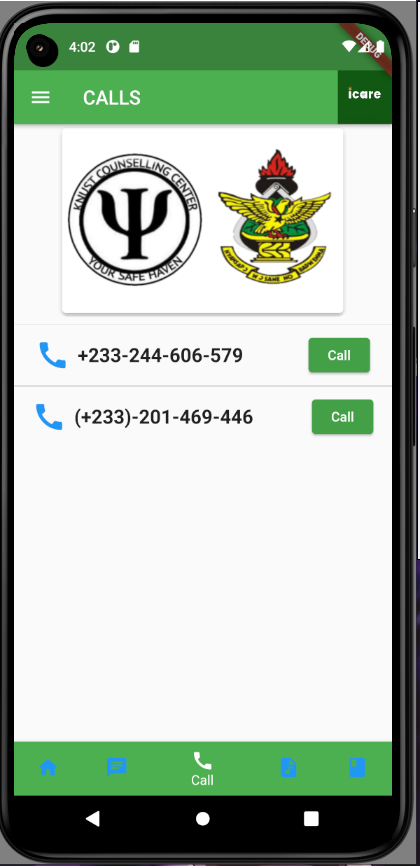 4:02
DEBUG
CALLS
icare
KNUST COUNSELLING CENTER
YOUR SAFE HAVEN
+233-244-606-579
Call
(+233)-201-469-446
Call
Call